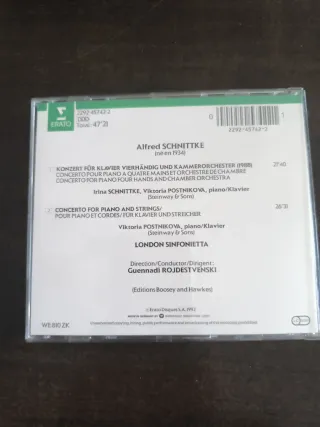 ERATO
2292-45742-2
DDD
Total: 47'21
0 1
2292-45742-2
Alfred SCHNITTKE
(né en 1934)
KONZERT FÜR KLAVIER VIERHÄNDIG UND KAMMERORCHESTER (1988)
CONCERTO POUR PIANO A QUATRE MAINS ET ORCHESTRE DE CHAMBRE
CONCERTO FOR PIANO FOUR HANDS AND CHAMBER ORCHESTRA
Irina SCHNITTKE, Viktoria POSTNIKOVA, piano/Klavier
(Steinway & Sons)
CONCERTO FOR PIANO AND STRINGS/
POUR PIANO ET CORDES/FÜR KLAVIER UND STREICHER
Viktoria POSTNIKOVA, piano/Klavier
(Steinway & Sons)
LONDON SINFONIETTA
Direction/Conductor/Dirigent:
Guennadi ROJDESTVENSKI
(Editions Boosey and Hawkes)